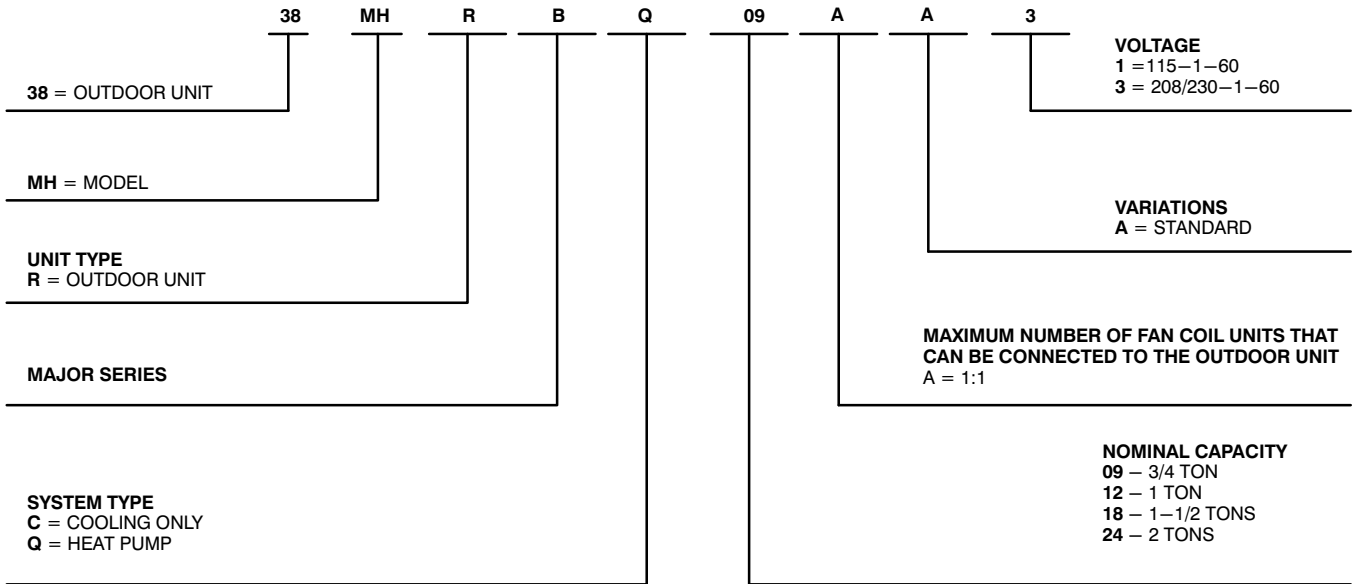 38 MH R B Q 09 A A 3
38 = OUTDOOR UNIT
VOLTAGE
1 =115−1−60
3 = 208/230−1−60
MH = MODEL
VARIATIONS
A = STANDARD
UNIT TYPE
R = OUTDOOR UNIT
MAJOR SERIES
MAXIMUM NUMBER OF FAN COIL UNITS THAT
CAN BE CONNECTED TO THE OUTDOOR UNIT
A = 1:1
SYSTEM TYPE
C = COOLING ONLY
Q = HEAT PUMP
NOMINAL CAPACITY
09 − 3/4 TON
12 − 1 TON
18 − 1−1/2 TONS
24 − 2 TONS